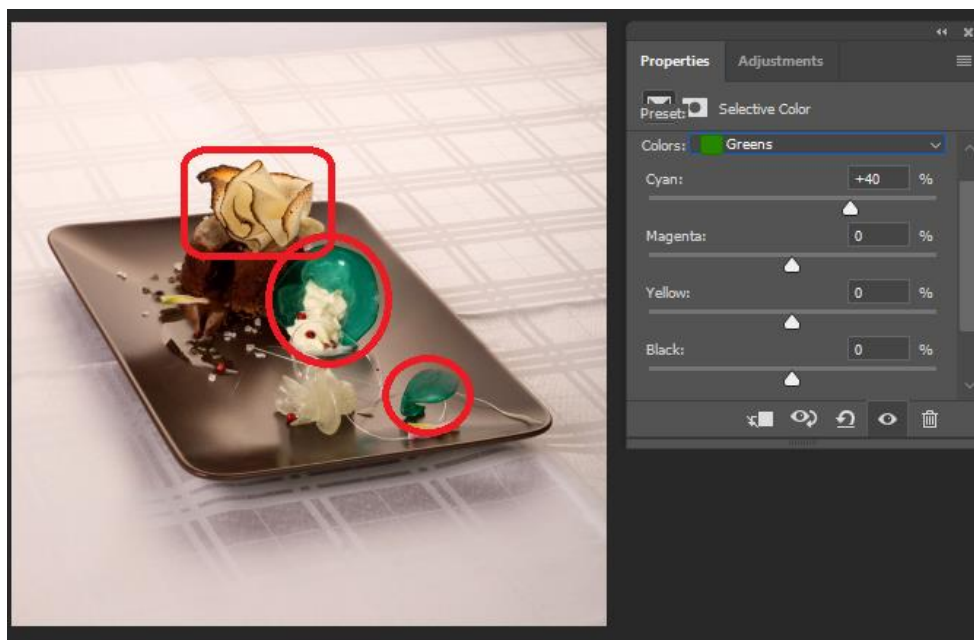 Properties Adjustments
Preset: Selective Color
Colors: Greens
Cyan: +40 %
Magenta: 0 %
Yellow: 0 %
Black: 0 %